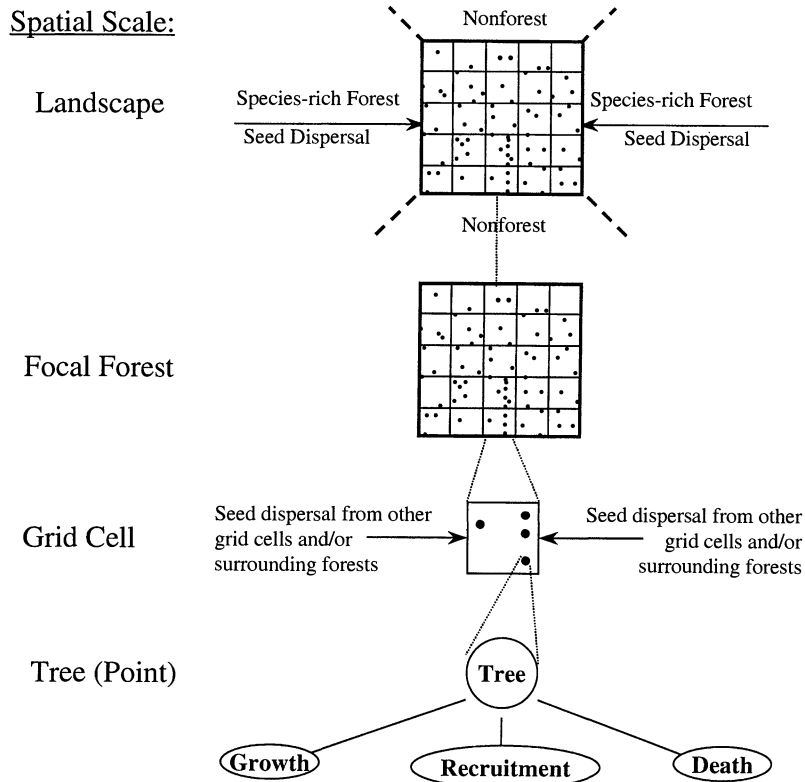 Spatial Scale:
Nonforest
Landscape
Species-rich Forest
Seed Dispersal
Species-rich Forest
Seed Dispersal
Nonforest
Focal Forest
Grid Cell
Seed dispersal from other
grid cells and/or
surrounding forests
Seed dispersal from other
grid cells and/or
surrounding forests
Tree (Point)
Tree
Growth
Recruitment
Death